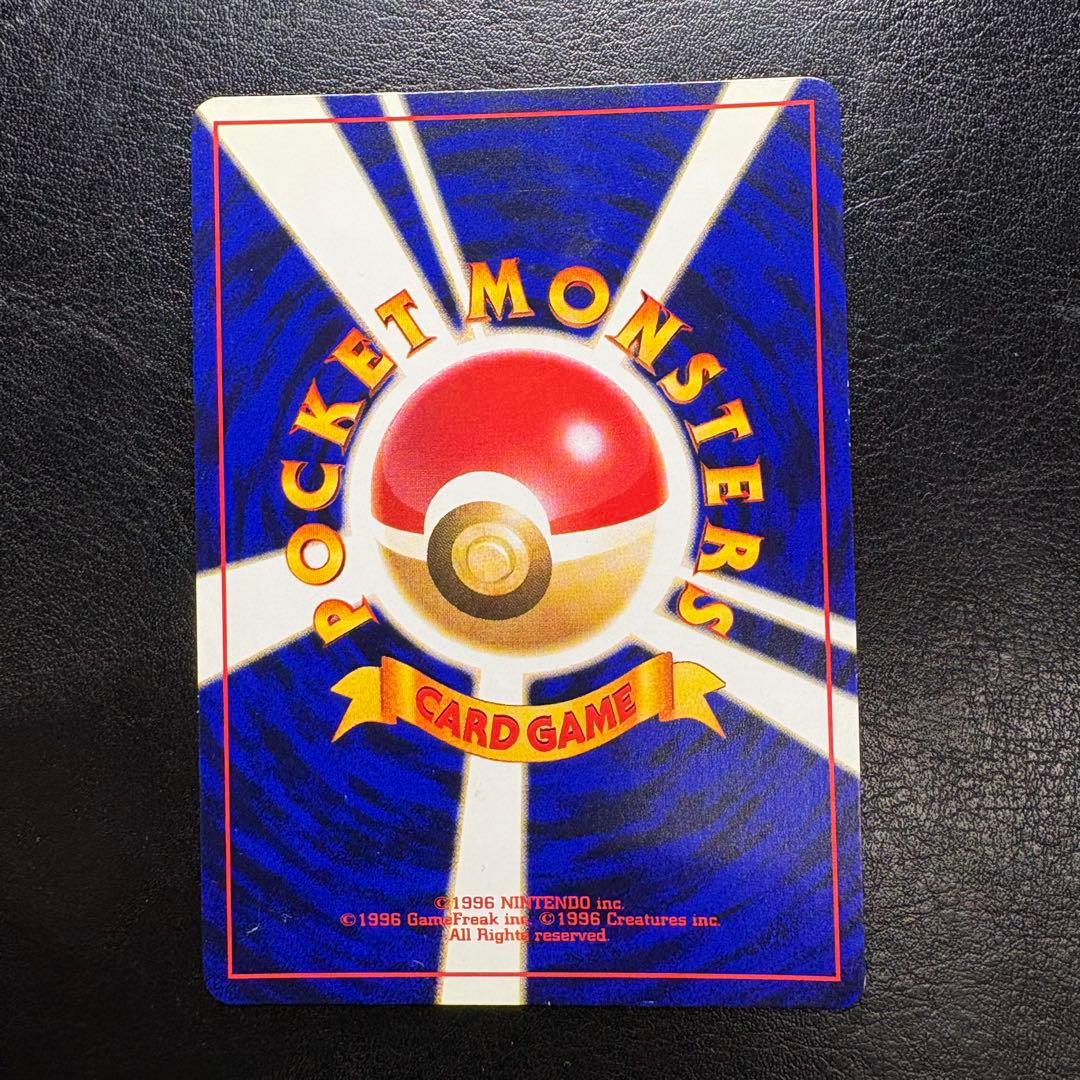 POCKET MONSTERS
CARD GAME
©1996 NINTENDO inc.
©1996 GameFreak inc. ©1996 Creatures inc.
All Rights reserved.